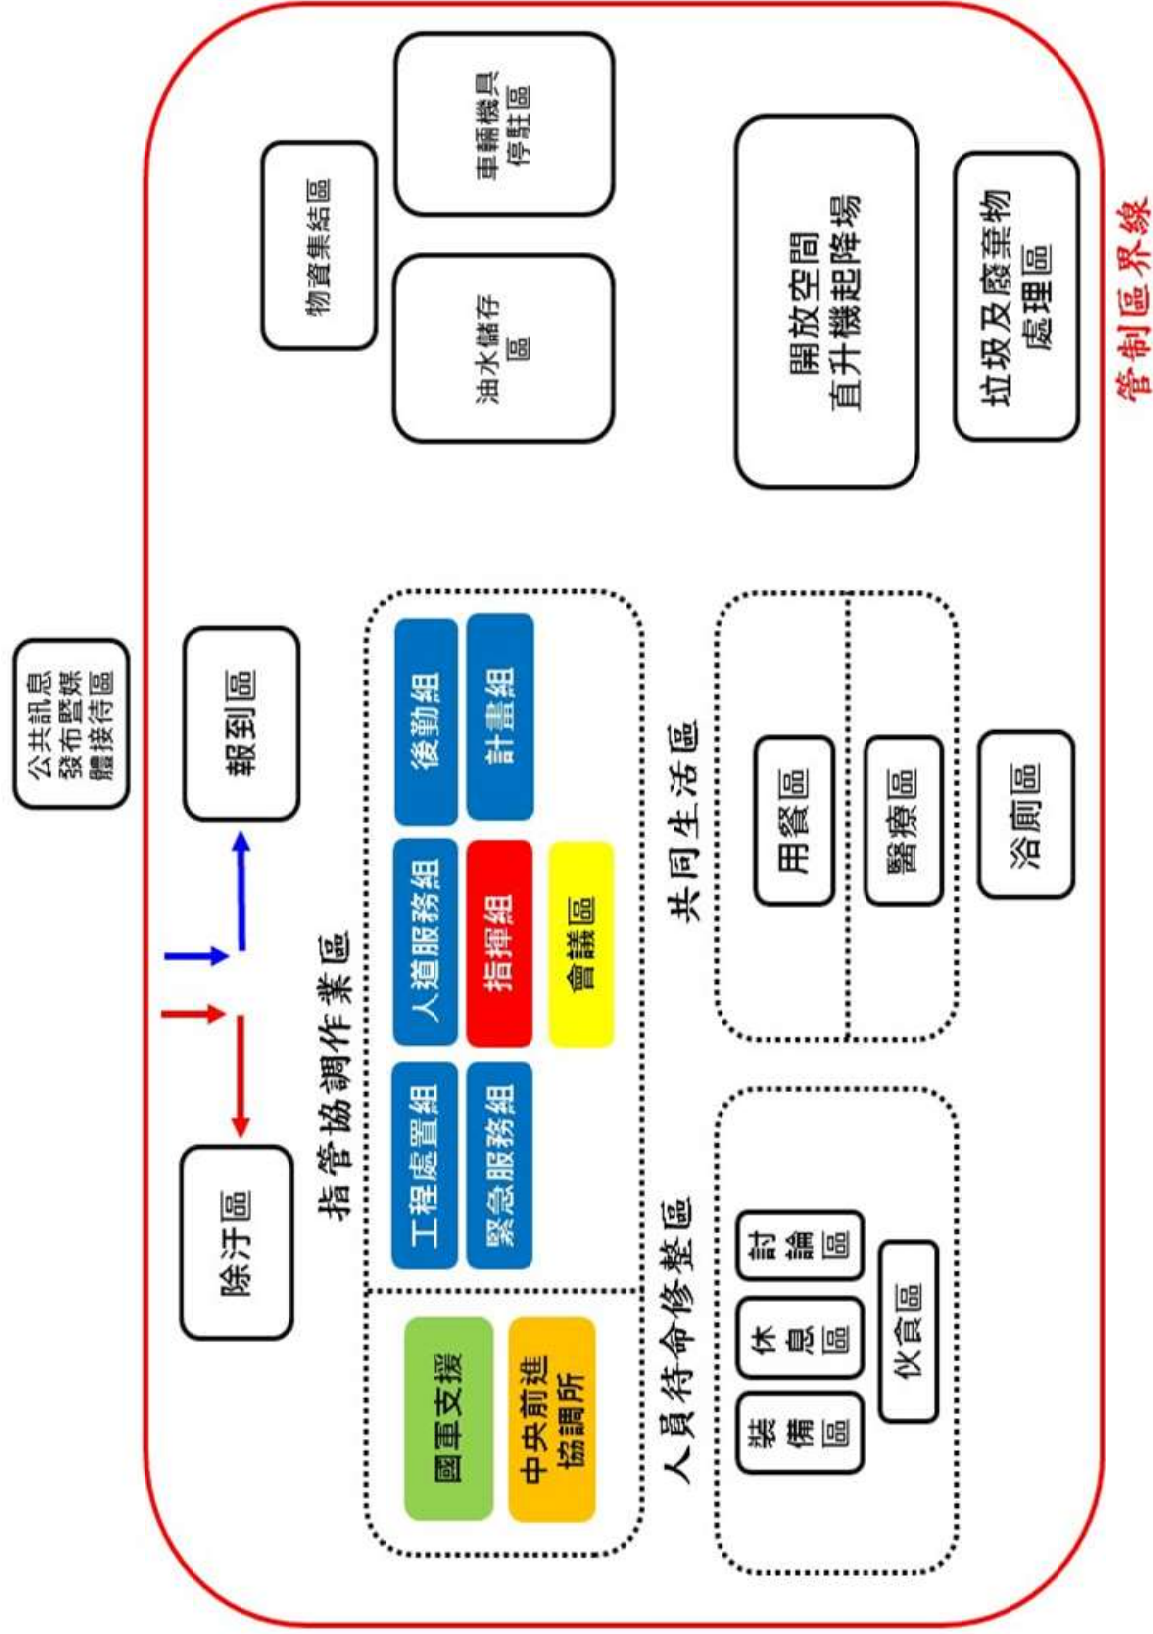 公共訊息
發布暨媒
體接待區
除汙區
報到區
物資集結區
指管協調作業區
國軍支援
中央前進
協調所
工程處置組
人道服務組
後勤組
緊急服務組
指揮組
計畫組
會議區
油水儲存
區
車輛機具
停駐區
人員待命修整區
裝
備
區
休
息
區
討
論
區
伙食區
共同生活區
用餐區
醫療區
浴廁區
開放空間
直升機起降場
垃圾及廢棄物
處理區
管制區界線